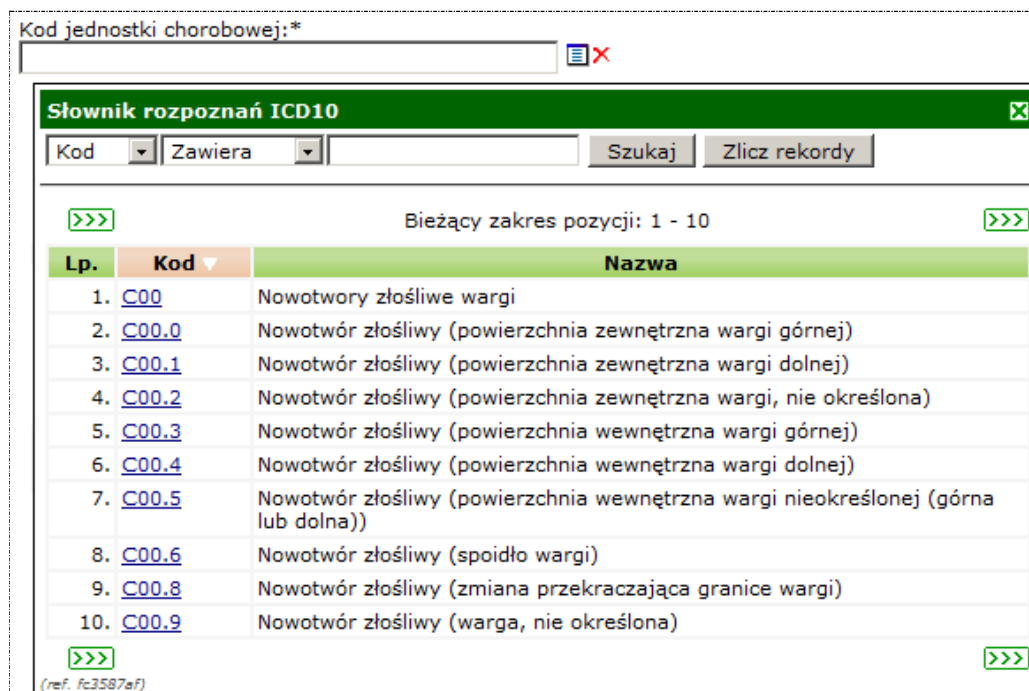 Kod jednostki chorobowej:*
Słownik rozpoznań ICD10
Kod Zawiera Szukaj Zlicz rekordy
>>> Bieżący zakres pozycji: 1 - 10 >>>
Lp. Kod Nazwa
1. C00 Nowotwory złośliwe wargi
2. C00.0 Nowotwór złośliwy (powierzchnia zewnętrzna wargi górnej)
3. C00.1 Nowotwór złośliwy (powierzchnia zewnętrzna wargi dolnej)
4. C00.2 Nowotwór złośliwy (powierzchnia zewnętrzna wargi, nie określona)
5. C00.3 Nowotwór złośliwy (powierzchnia wewnętrzna wargi górnej)
6. C00.4 Nowotwór złośliwy (powierzchnia wewnętrzna wargi dolnej)
7. C00.5 Nowotwór złośliwy (powierzchnia wewnętrzna wargi nieokreślonej (górna
lub dolna))
8. C00.6 Nowotwór złośliwy (spoidło wargi)
9. C00.8 Nowotwór złośliwy (zmiana przekraczająca granice wargi)
10. C00.9 Nowotwór złośliwy (warga, nie określona)
>>> >>>
(ref. fc3587af)